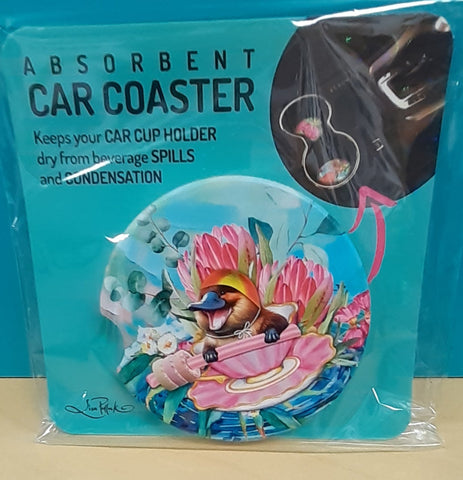 ABSORBENT
CAR COASTER
Keeps your CAR CUP HOLDER
dry from beverage SPILLS
and CONDENSATION